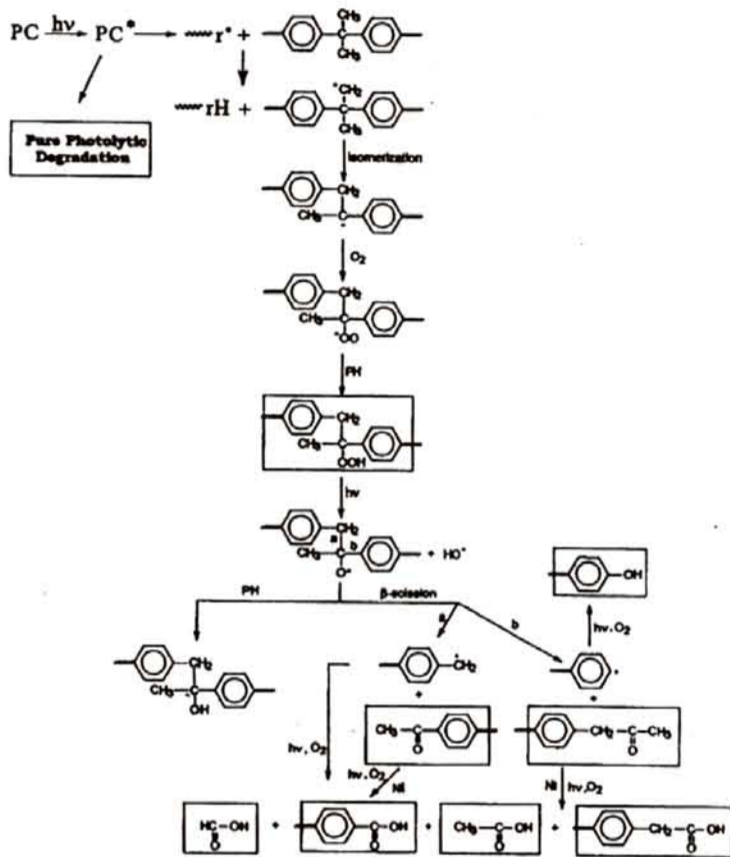 PC hν PC* r• + CH₃ C CH₃
rH + •CH₂ C CH₃
Pure Photolytic
Degradation
isomerization
CH₂
CH₃ C
•
O₂
CH₂
CH₃ C
•OO
PH
CH₂
CH₃ C
OOH
hν
CH₂
a b
CH₃ C + HO•
O•
PH β-scission
a b
OH
hν, O₂
CH₂
CH₃ C
OH
•CH₂
+
CH₃ C
O
•
+
CH₂ C CH₃
O
hν, O₂
hν, O₂
NI
NI hν, O₂
HC OH
O
+
C OH
O
+
CH₃ C OH
O
+
CH₂ C OH
O